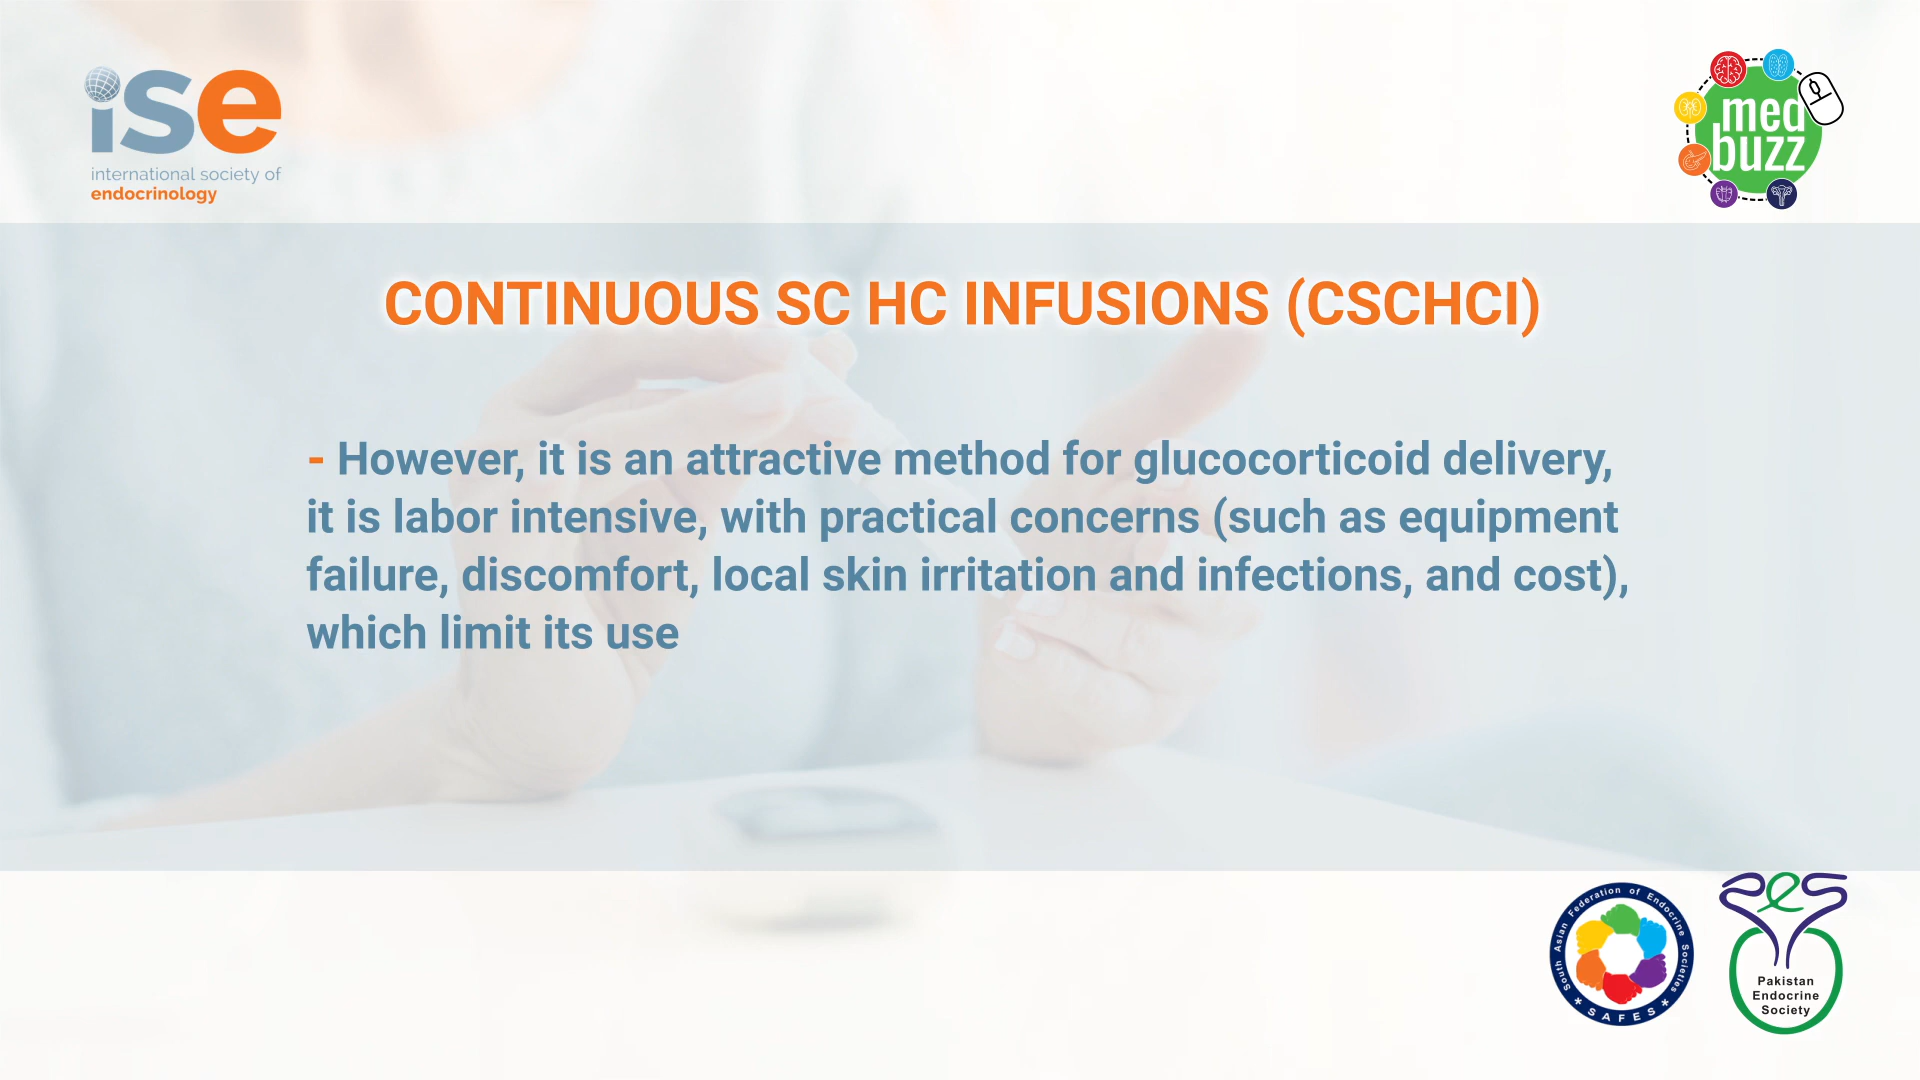 ise
international society of
endocrinology
med
buzz
CONTINUOUS SC HC INFUSIONS (CSCHCI)
- However, it is an attractive method for glucocorticoid delivery,
it is labor intensive, with practical concerns (such as equipment
failure, discomfort, local skin irritation and infections, and cost),
which limit its use
South Asian Federation of Endocrine Societies
* SAFES *
PES
Pakistan
Endocrine
Society